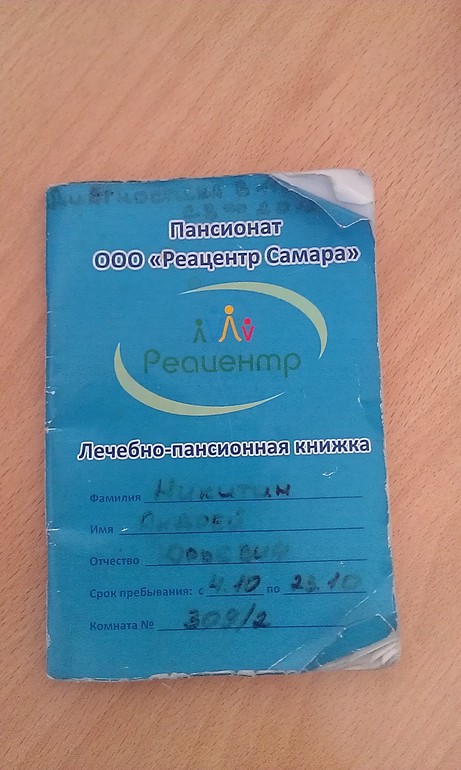 Диагностика в
Пансионат
ООО «Реацентр Самара»
Реацентр
Лечебно-пансионная книжка
Фамилия Никитин
Имя Андрей
Отчество Юрьевич
Срок пребывания: с 4.10 по 23.10
Комната № 309/2